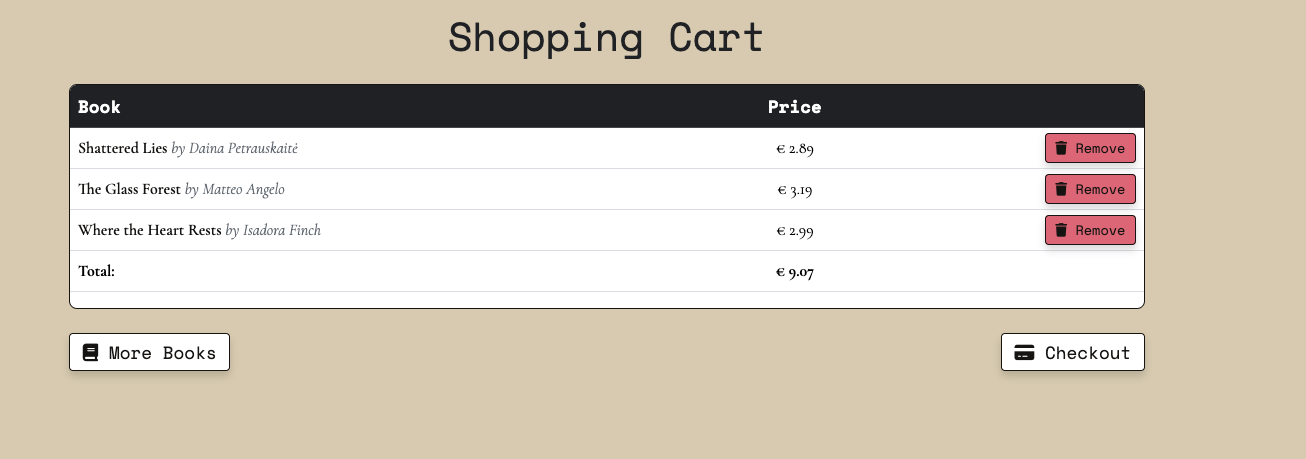 Shopping Cart
Book Price
Shattered Lies by Daina Petrauskaitė € 2.89 Remove
The Glass Forest by Matteo Angelo € 3.19 Remove
Where the Heart Rests by Isadora Finch € 2.99 Remove
Total: € 9.07
More Books Checkout